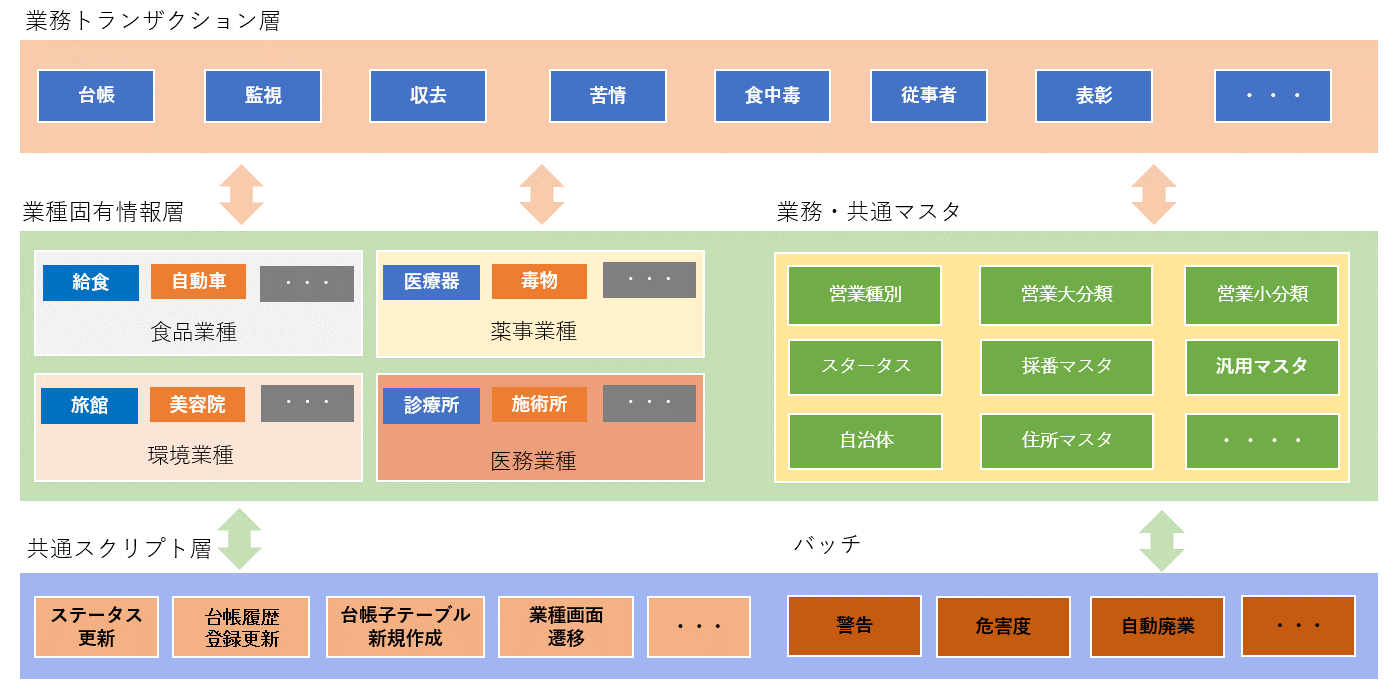 業務トランザクション層
台帳
監視
収去
苦情
食中毒
従事者
表彰
・・・
業種固有情報層
業務・共通マスタ
給食
自動車
・・・
食品業種
医療器
毒物
・・・
薬事業種
旅館
美容院
・・・
環境業種
診療所
施術所
・・・
医務業種
営業種別
営業大分類
営業小分類
スタータス
採番マスタ
汎用マスタ
自治体
住所マスタ
・・・・
共通スクリプト層
バッチ
ステータス
更新
台帳履歴
登録更新
台帳子テーブル
新規作成
業種画面
遷移
・・・
警告
危害度
自動廃業
・・・